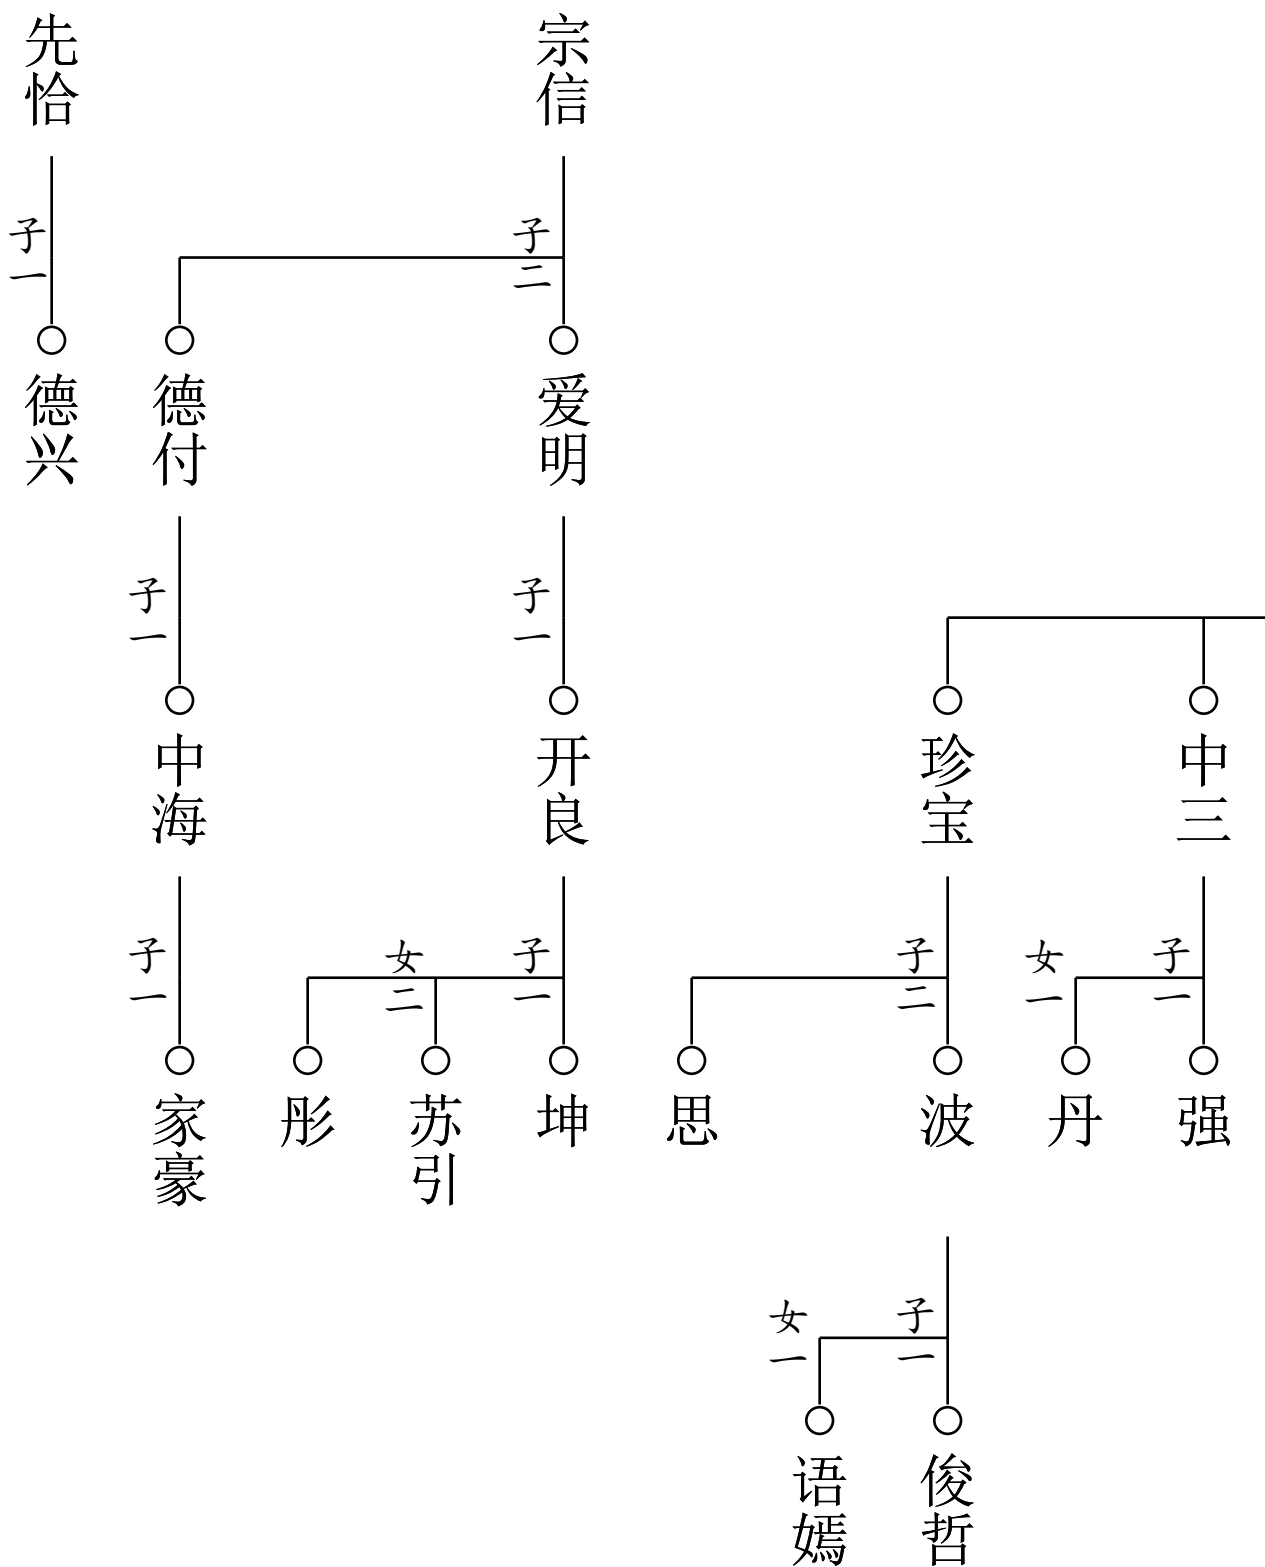 宗信
先恰
子二
子一
爱明
德付
德兴
子一
子一
中三
珍宝
开良
中海
子一
女一
子二
子一
女二
子一
强
丹
波
思
坤
苏引
彤
家豪
子一
女一
俊哲
语嫣